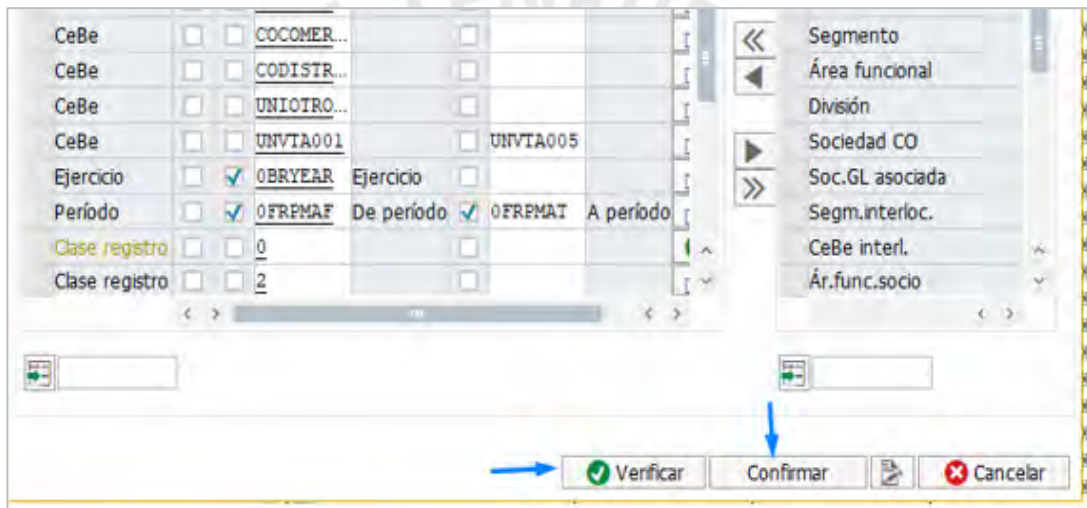 CeBe COCOMER... Segmento
CeBe CODISTR... Área funcional
CeBe UNIOTRO... División
CeBe UNVTA001 UNVTA005 Sociedad CO
Ejercicio 0BRYEAR Ejercicio Soc.GL asociada
Período 0FRPMAF De período 0FRPMAT A período Segm.interloc.
Clase registro 0 CeBe interl.
Clase registro 2 Ár.func.socio
Verificar Confirmar Cancelar